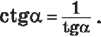 ctgα = 1/tgα.